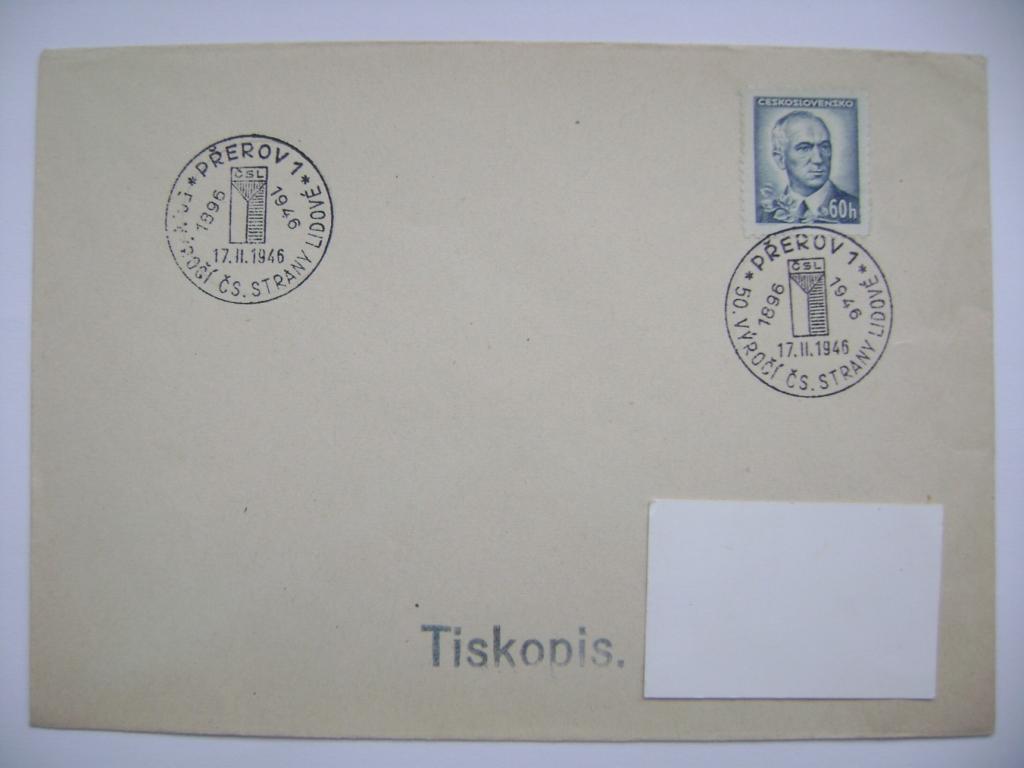 ČESKOSLOVENSKO
60h
* PŘEROV 1 *
ČSL
1896 1946
17.II.1946
VÝROČÍ ČS. STRANY LIDOVÉ
* PŘEROV 1 *
ČSL
1896 1946
17.II.1946
50. VÝROČÍ ČS. STRANY LIDOVÉ
Tiskopis.